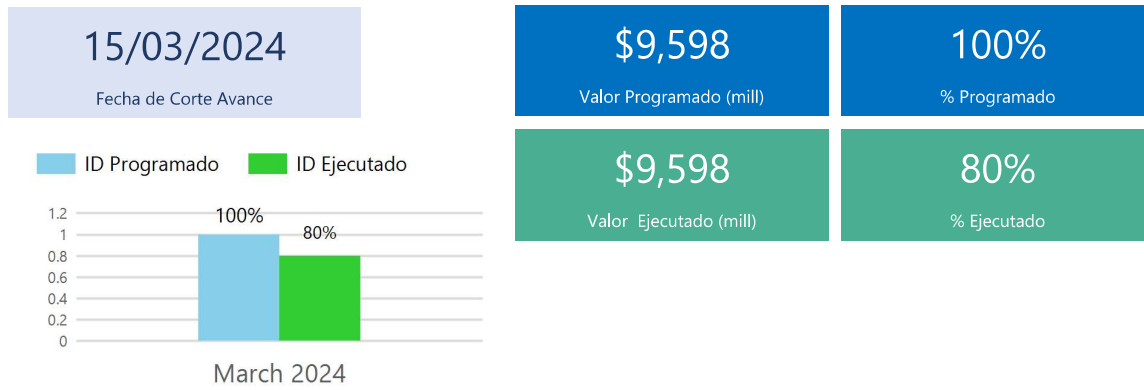 15/03/2024
Fecha de Corte Avance
$9,598
Valor Programado (mill)
100%
% Programado
$9,598
Valor Ejecutado (mill)
80%
% Ejecutado
ID Programado
ID Ejecutado
1.2
1
0.8
0.6
0.4
0.2
0
100%
80%
March 2024